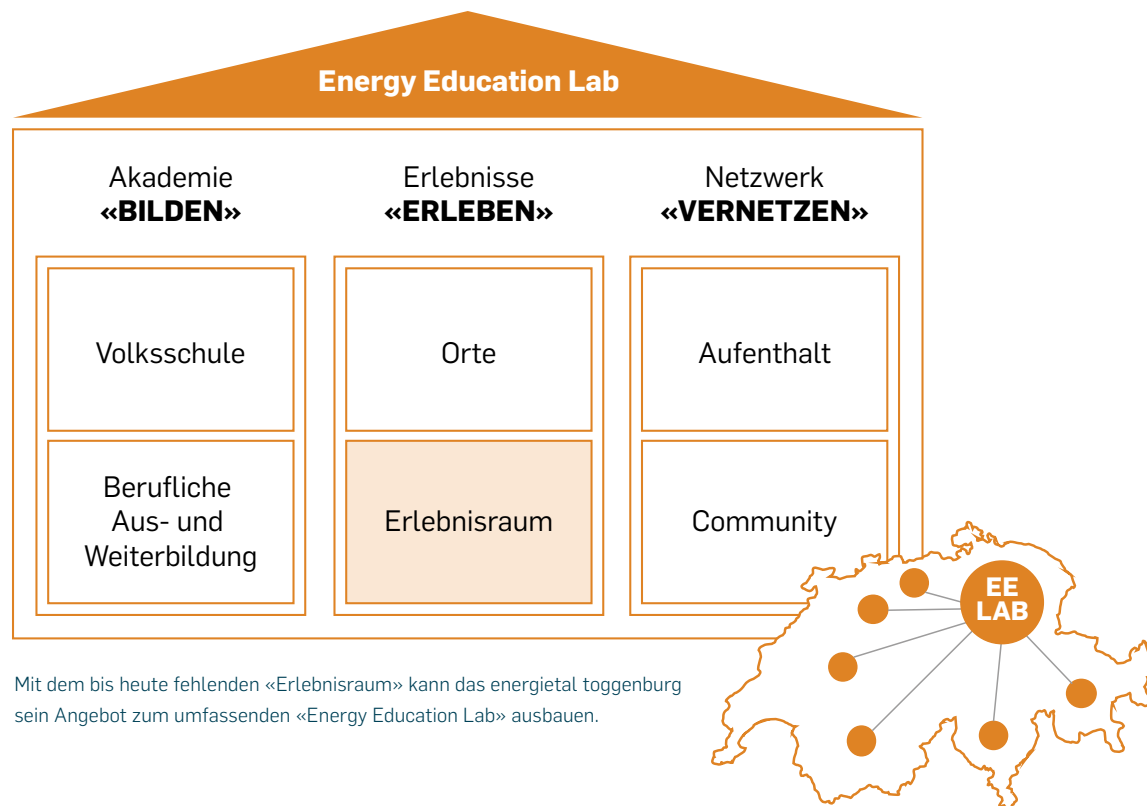 Energy Education Lab
Akademie
«BILDEN»
Erlebnisse
«ERLEBEN»
Netzwerk
«VERNETZEN»
Volksschule
Orte
Aufenthalt
Berufliche
Aus- und
Weiterbildung
Erlebnisraum
Community
EE
LAB
Mit dem bis heute fehlenden «Erlebnisraum» kann das energietal toggenburg
sein Angebot zum umfassenden «Energy Education Lab» ausbauen.